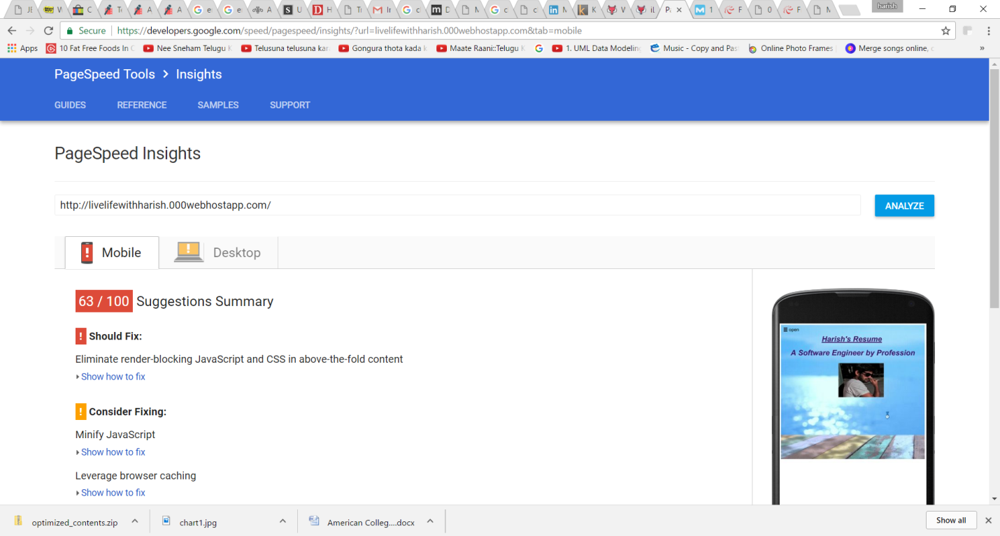 harish
Secure
https://developers.google.com/speed/pagespeed/insights/?url=livelifewithharish.000webhostapp.com&tab=mobile
Apps 10 Fat Free Foods In Nee Sneham Telugu Telusuna telusuna kar Gongura thota kada k Maate Raani::Telugu 1. UML Data Modeling Music - Copy and Pas Online Photo Frames Merge songs online, c »
PageSpeed Tools > Insights
GUIDES REFERENCE SAMPLES SUPPORT
PageSpeed Insights
http://livelifewithharish.000webhostapp.com/
ANALYZE
Mobile Desktop
63 / 100 Suggestions Summary
! Should Fix:
Eliminate render-blocking JavaScript and CSS in above-the-fold content
Show how to fix
! Consider Fixing:
Minify JavaScript
Show how to fix
Leverage browser caching
Show how to fix
☰ open
Harish's Resume
A Software Engineer by Profession
optimized_contents.zip chart1.jpg American Colleg....docx Show all